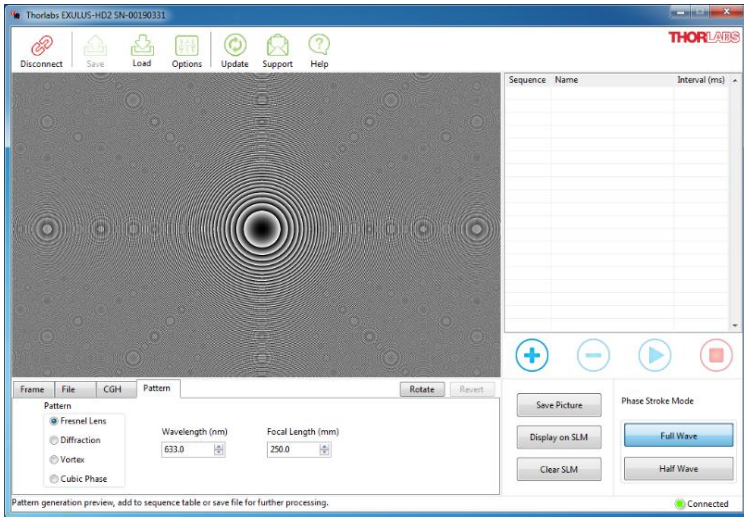 Thorlabs EXULUS-HD2 SN-00190331
THORLABS
Disconnect Save Load Options Update Support Help
Sequence Name Interval (ms)
Frame File CGH Pattern Rotate Revert
Pattern
Fresnel Lens
Diffraction
Vortex
Cubic Phase
Wavelength (nm) Focal Length (mm)
633.0 250.0
Save Picture
Display on SLM
Clear SLM
Phase Stroke Mode
Full Wave
Half Wave
Pattern generation preview, add to sequence table or save file for further processing.
Connected